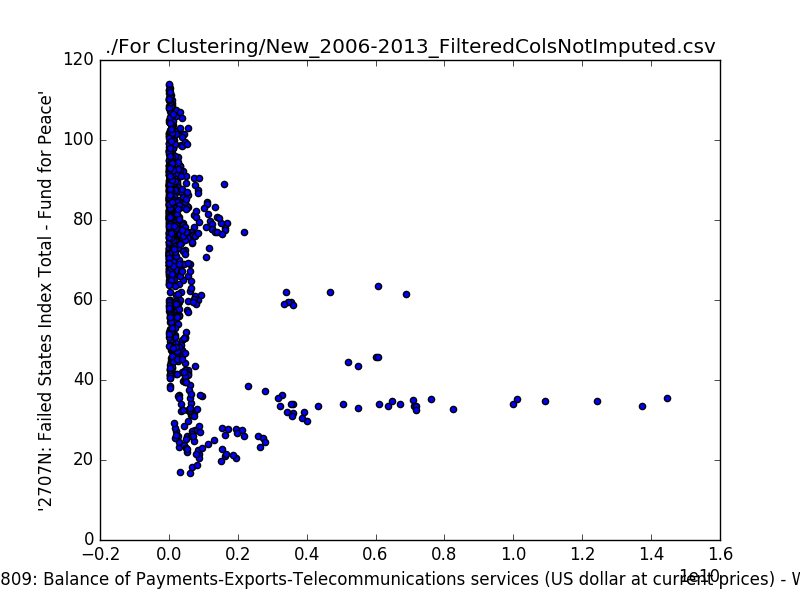 ./For Clustering/New_2006-2013_FilteredColsNotImputed.csv
'2707N: Failed States Index Total - Fund for Peace'
120
100
80
60
40
20
0
−0.2 0.0 0.2 0.4 0.6 0.8 1.0 1.2 1.4 1.6
1e10
809: Balance of Payments-Exports-Telecommunications services (US dollar at current prices) - W